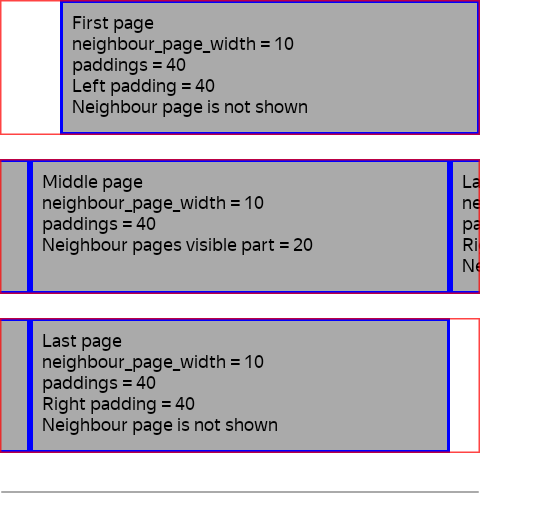 First page
neighbour_page_width = 10
paddings = 40
Left padding = 40
Neighbour page is not shown
Middle page
neighbour_page_width = 10
paddings = 40
Neighbour pages visible part = 20
La
ne
pa
Ri
Ne
Last page
neighbour_page_width = 10
paddings = 40
Right padding = 40
Neighbour page is not shown